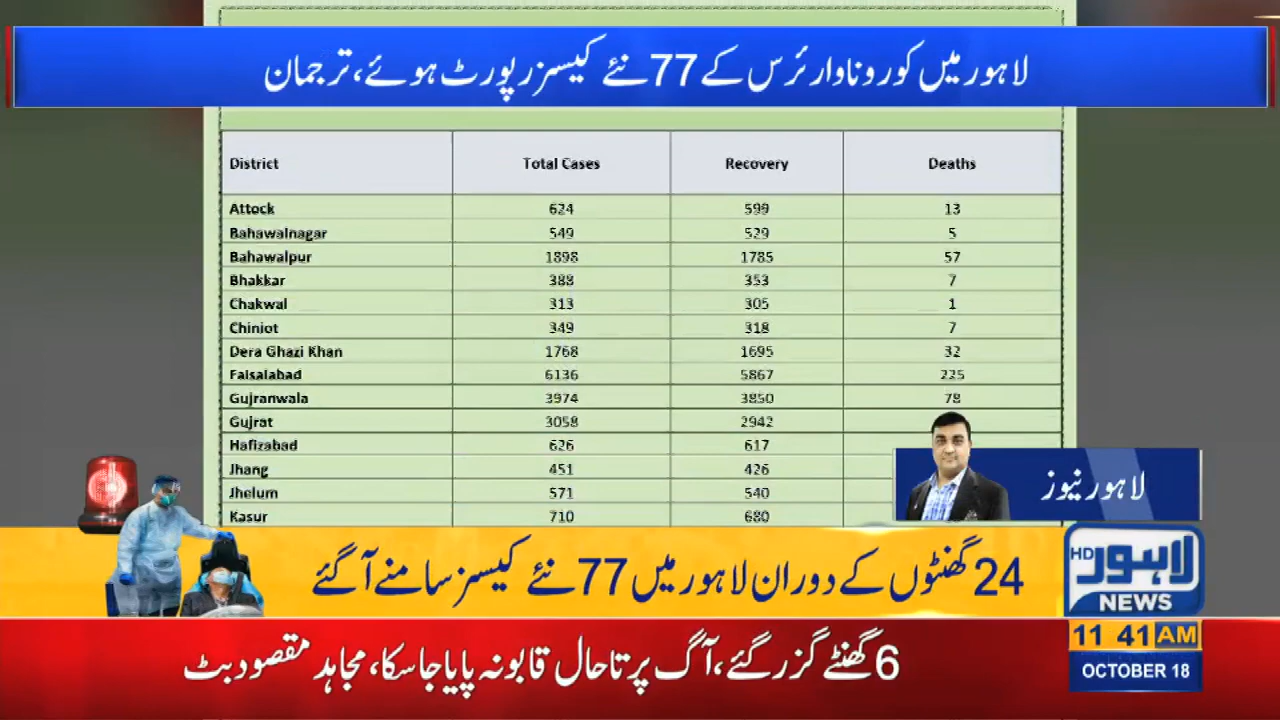 لاہور میں کورونا وائرس کے 77 نئے کیسز رپورٹ ہوئے، ترجمان
District Total Cases Recovery Deaths
Attock 624 599 13
Bahawalnagar 549 529 5
Bahawalpur 1898 1785 57
Bhakkar 388 353 7
Chakwal 313 305 1
Chiniot 349 318 7
Dera Ghazi Khan 1768 1695 32
Faisalabad 6136 5867 225
Gujranwala 3974 3850 78
Gujrat 3058 2942
Hafizabad 626 617
Jhang 451 426
Jhelum 571 540
Kasur 710 680
لاہور نیوز
24 گھنٹوں کے دوران لاہور میں 77 نئے کیسز سامنے آگئے
HD لاہور
NEWS
6 گھنٹے گزر گئے، آگ پر تاحال قابو نہ پایا جاسکا، مجاہد مقصود بٹ
11 41 AM
OCTOBER 18